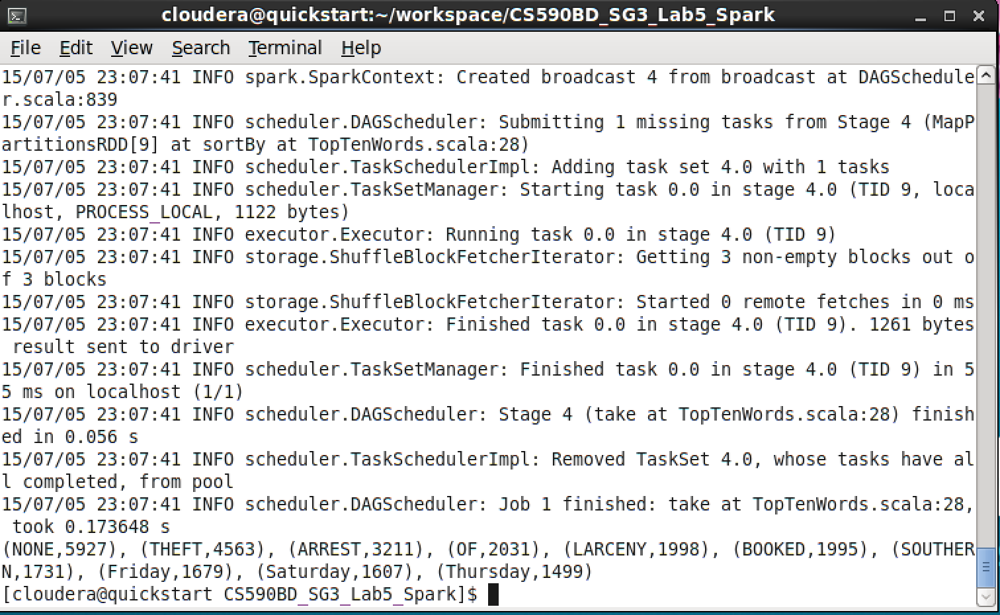 cloudera@quickstart:~/workspace/CS590BD_SG3_Lab5_Spark
File Edit View Search Terminal Help
15/07/05 23:07:41 INFO spark.SparkContext: Created broadcast 4 from broadcast at DAGSchedule
r.scala:839
15/07/05 23:07:41 INFO scheduler.DAGScheduler: Submitting 1 missing tasks from Stage 4 (MapP
artitionsRDD[9] at sortBy at TopTenWords.scala:28)
15/07/05 23:07:41 INFO scheduler.TaskSchedulerImpl: Adding task set 4.0 with 1 tasks
15/07/05 23:07:41 INFO scheduler.TaskSetManager: Starting task 0.0 in stage 4.0 (TID 9, loca
lhost, PROCESS_LOCAL, 1122 bytes)
15/07/05 23:07:41 INFO executor.Executor: Running task 0.0 in stage 4.0 (TID 9)
15/07/05 23:07:41 INFO storage.ShuffleBlockFetcherIterator: Getting 3 non-empty blocks out o
f 3 blocks
15/07/05 23:07:41 INFO storage.ShuffleBlockFetcherIterator: Started 0 remote fetches in 0 ms
15/07/05 23:07:41 INFO executor.Executor: Finished task 0.0 in stage 4.0 (TID 9). 1261 bytes
 result sent to driver
15/07/05 23:07:41 INFO scheduler.TaskSetManager: Finished task 0.0 in stage 4.0 (TID 9) in 5
5 ms on localhost (1/1)
15/07/05 23:07:41 INFO scheduler.DAGScheduler: Stage 4 (take at TopTenWords.scala:28) finish
ed in 0.056 s
15/07/05 23:07:41 INFO scheduler.TaskSchedulerImpl: Removed TaskSet 4.0, whose tasks have al
l completed, from pool
15/07/05 23:07:41 INFO scheduler.DAGScheduler: Job 1 finished: take at TopTenWords.scala:28,
 took 0.173648 s
(NONE,5927), (THEFT,4563), (ARREST,3211), (OF,2031), (LARCENY,1998), (BOOKED,1995), (SOUTHER
N,1731), (Friday,1679), (Saturday,1607), (Thursday,1499)
[cloudera@quickstart CS590BD_SG3_Lab5_Spark]$